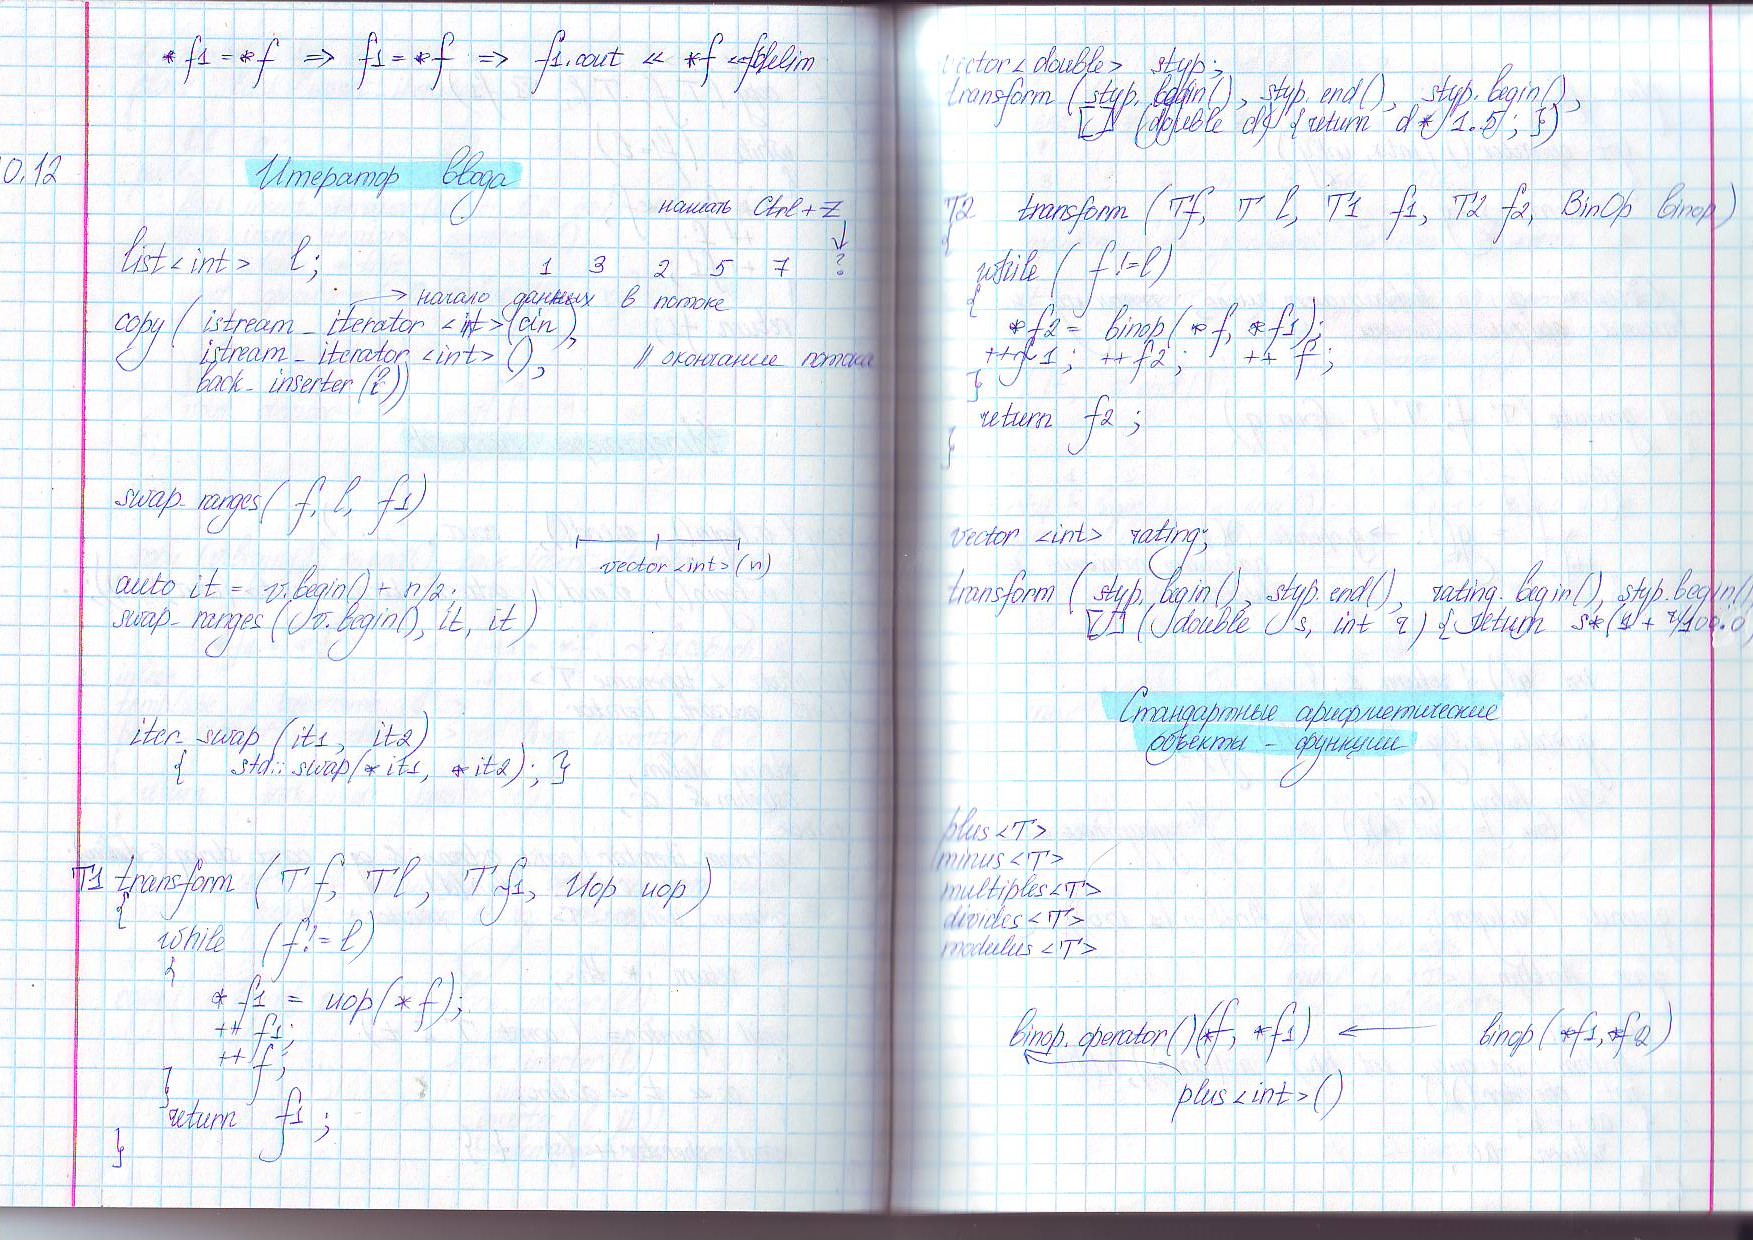 *f1 = *f => f1 = *f => f1.cout << *f << f1.delim
0.12
Итератор ввода
нажать Ctrl+Z
list<int> l; 1 3 2 5 7 ?
начало данных в потоке
copy( istream_iterator <int>(cin),
istream_iterator <int> (), // окончание потока
back_inserter(l))
swap_ranges( f, l, f1)
vector<int>(n)
auto it = v.begin() + n/2;
swap_ranges (v.begin(), it, it)
iter_swap (it1, it2)
{ std::swap(*it1, *it2); }
T1 transform (T f, T l, T f1, Uop uop)
{
while (f != l)
{
*f1 = uop(*f);
++f1;
++f;
}
return f1;
}
vector<double> styp;
transform (styp.begin(), styp.end(), styp.begin(),
[] (double d) {return d * 1.5; })
T2 transform (T f, T l, T1 f1, T2 f2, BinOp binop)
{
while ( f != l)
{
*f2 = binop(*f, *f1);
++f1; ++f2; ++f;
}
return f2;
}
vector <int> rating;
transform (styp.begin(), styp.end(), rating.begin(), styp.begin(),
[] (double s, int r) {return s*(1 + r/100.0)
Стандартные арифметические
объекты - функции
plus<T>
minus<T>
multiples<T>
divides<T>
modulus<T>
binop.operator()(*f, *f1) ← binop(*f1, *f2)
plus<int>()